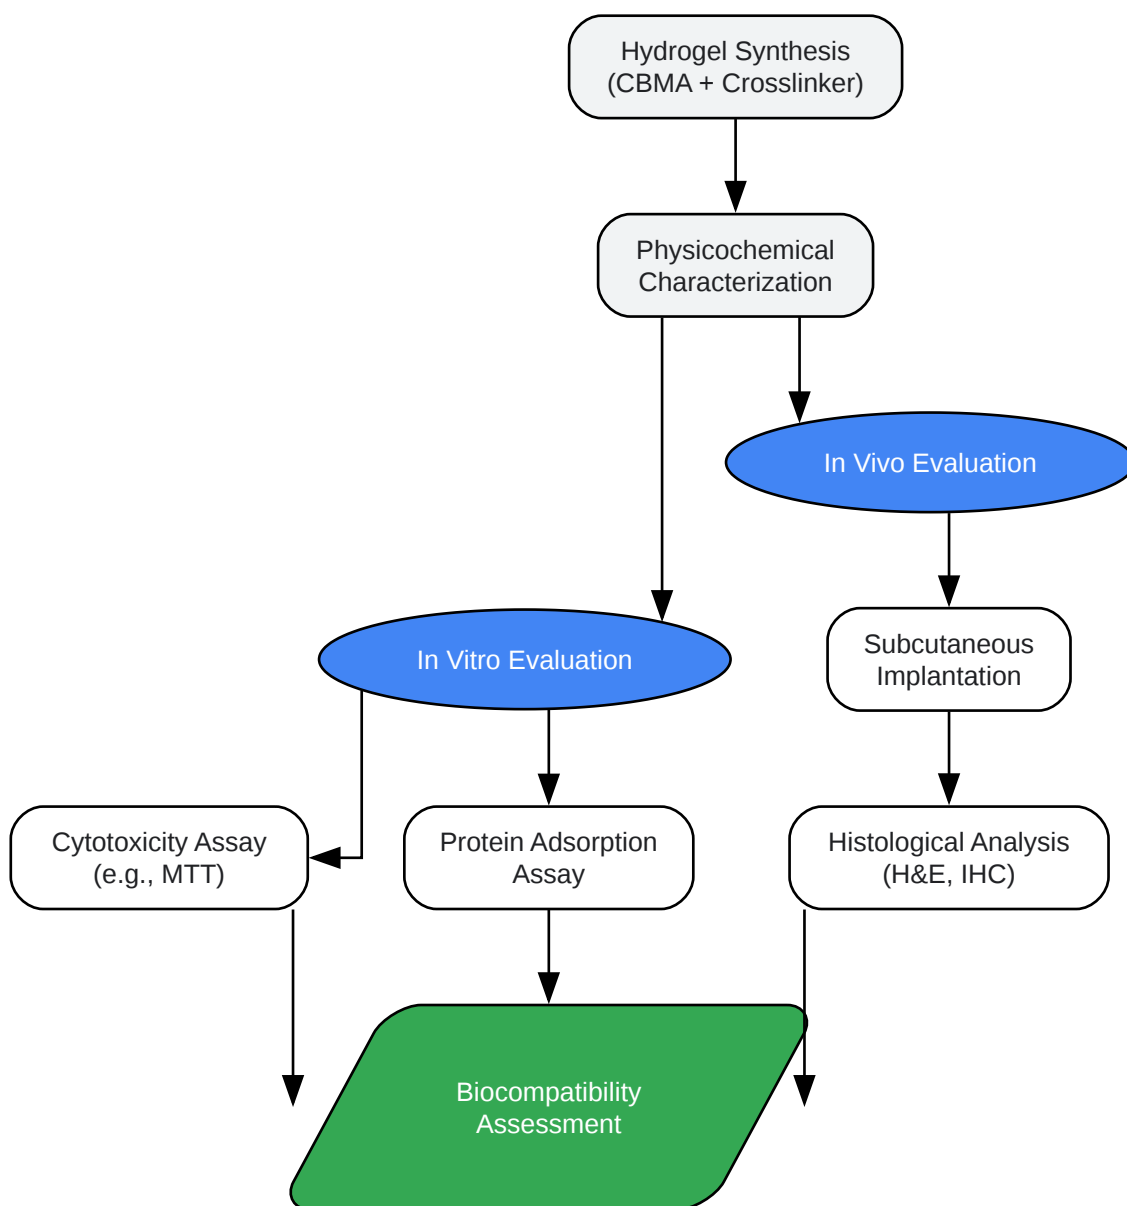 Hydrogel Synthesis
(CBMA + Crosslinker)
Physicochemical
Characterization
In Vivo Evaluation
In Vitro Evaluation
Subcutaneous
Implantation
Cytotoxicity Assay
(e.g., MTT)
Protein Adsorption
Assay
Histological Analysis
(H&E, IHC)
Biocompatibility
Assessment